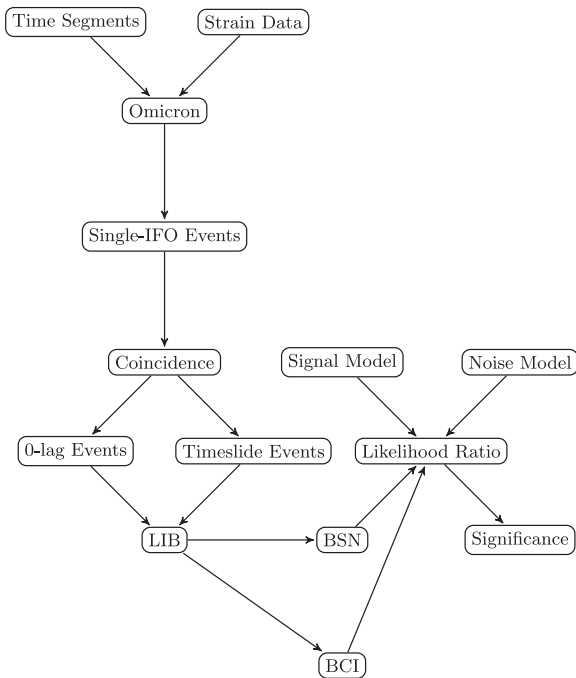 Time Segments
Strain Data
Omicron
Single-IFO Events
Coincidence
Signal Model
Noise Model
0-lag Events
Timeslide Events
Likelihood Ratio
LIB
BSN
Significance
BCI